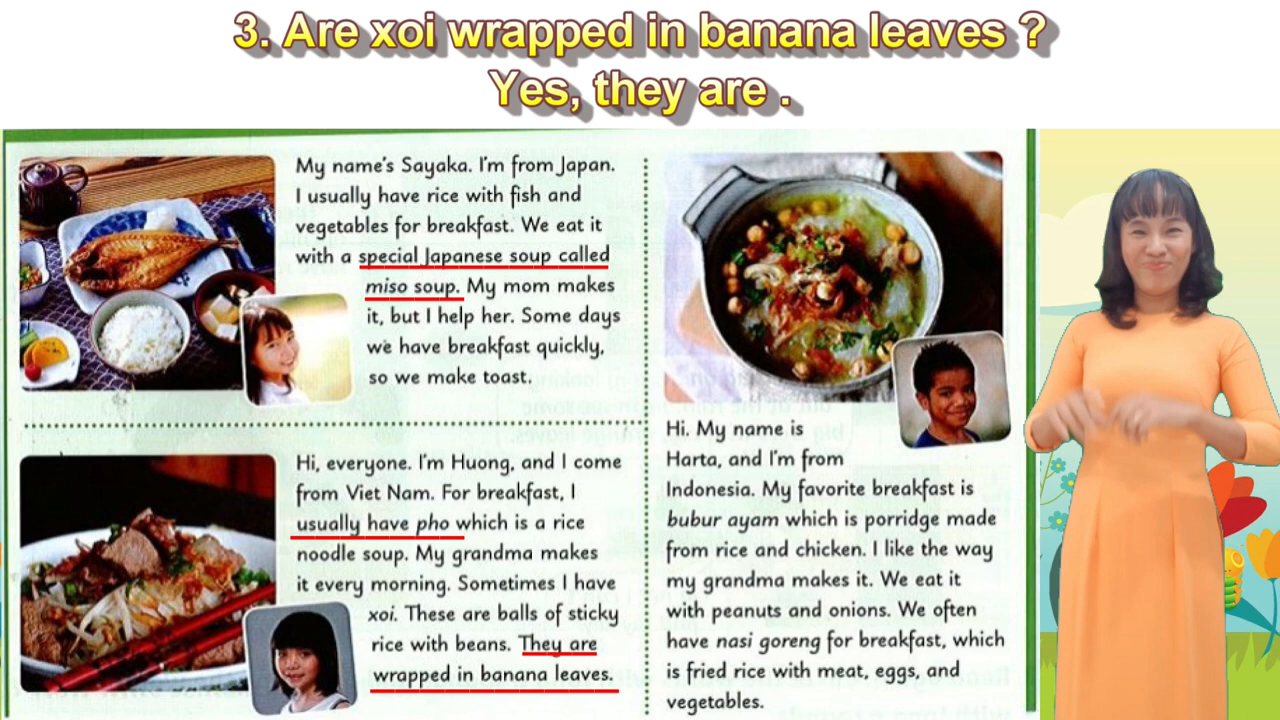 3. Are xoi wrapped in banana leaves ?
Yes, they are .
My name's Sayaka. I'm from Japan.
I usually have rice with fish and
vegetables for breakfast. We eat it
with a special Japanese soup called
miso soup. My mom makes
it, but I help her. Some days
we have breakfast quickly,
so we make toast.
Hi, everyone. I'm Huong, and I come
from Viet Nam. For breakfast, I
usually have pho which is a rice
noodle soup. My grandma makes
it every morning. Sometimes I have
xoi. These are balls of sticky
rice with beans. They are
wrapped in banana leaves.
Hi. My name is
Harta, and I'm from
Indonesia. My favorite breakfast is
bubur ayam which is porridge made
from rice and chicken. I like the way
my grandma makes it. We eat it
with peanuts and onions. We often
have nasi goreng for breakfast, which
is fried rice with meat, eggs, and
vegetables.